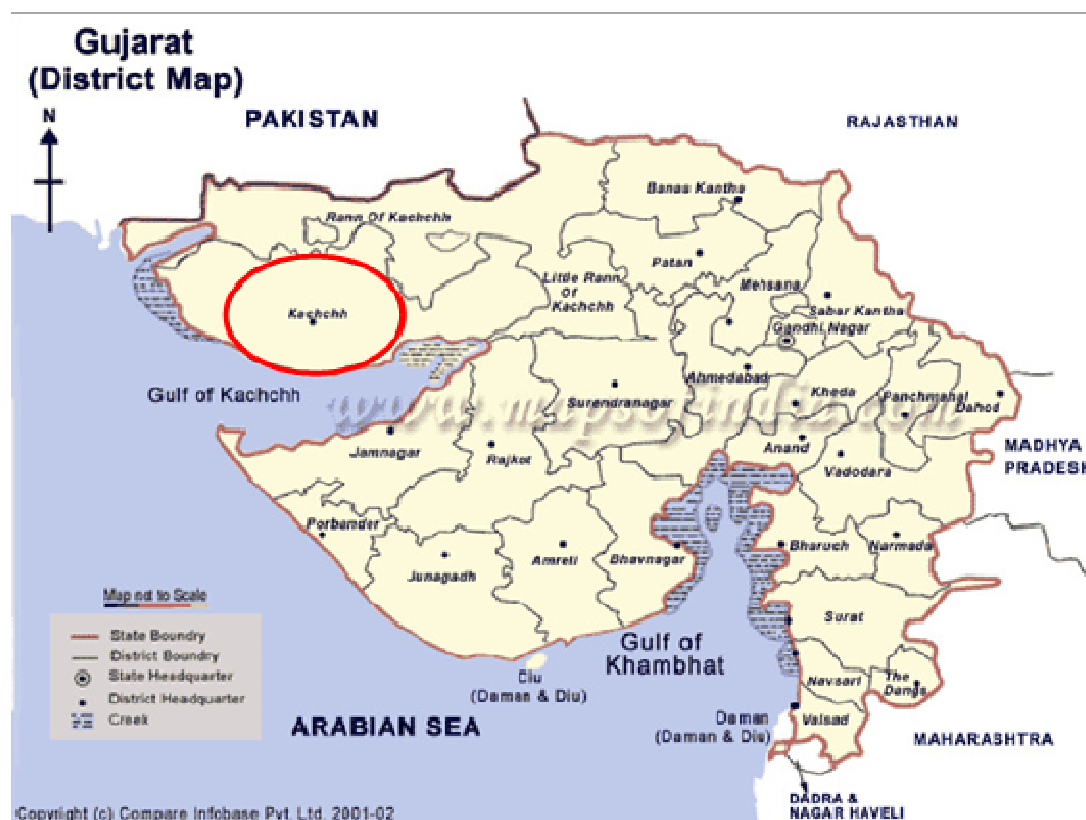 Gujarat
(District Map)
N
PAKISTAN
RAJASTHIAN
Banas Kantha
Rann Of Kachchh
Patan
Little Rann
of
Kachchh
Mehsana
Sabar Kantha
Gandhi Nagar
Kachchh
Ahmedabad
Kheda
Panchmahal
Dahod
Gulf of Kachchh
Surendranagar
www.mapsofindia.com
Jamnagar
Rajkot
Anand
Vadodara
MADHYA
PRADESH
Porbander
Junagadh
Amreli
Bhavnagar
Bharuch
Narmada
Map not to Scale
State Boundry
District Boundry
State Headquarter
District Headquarter
Creek
Surat
Gulf of
Khambhat
Diu
(Daman & Diu)
Navsari
The
Dangs
Valsad
Daman
(Daman & Diu)
ARABIAN SEA
MAHARASHTRA
DADRA &
NAGAR HAVELI
Copyright (c) Compare Infobase Pvt. Ltd. 2001-02